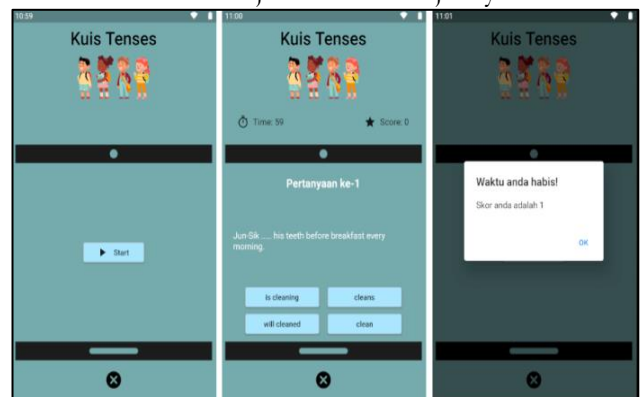 10:59
Kuis Tenses
Start
11:00
Kuis Tenses
Time: 59
Score: 0
Pertanyaan ke-1
Jun-Sik ..... his teeth before breakfast every
morning.
is cleaning
cleans
will cleaned
clean
11:01
Kuis Tenses
Waktu anda habis!
Skor anda adalah 1
OK